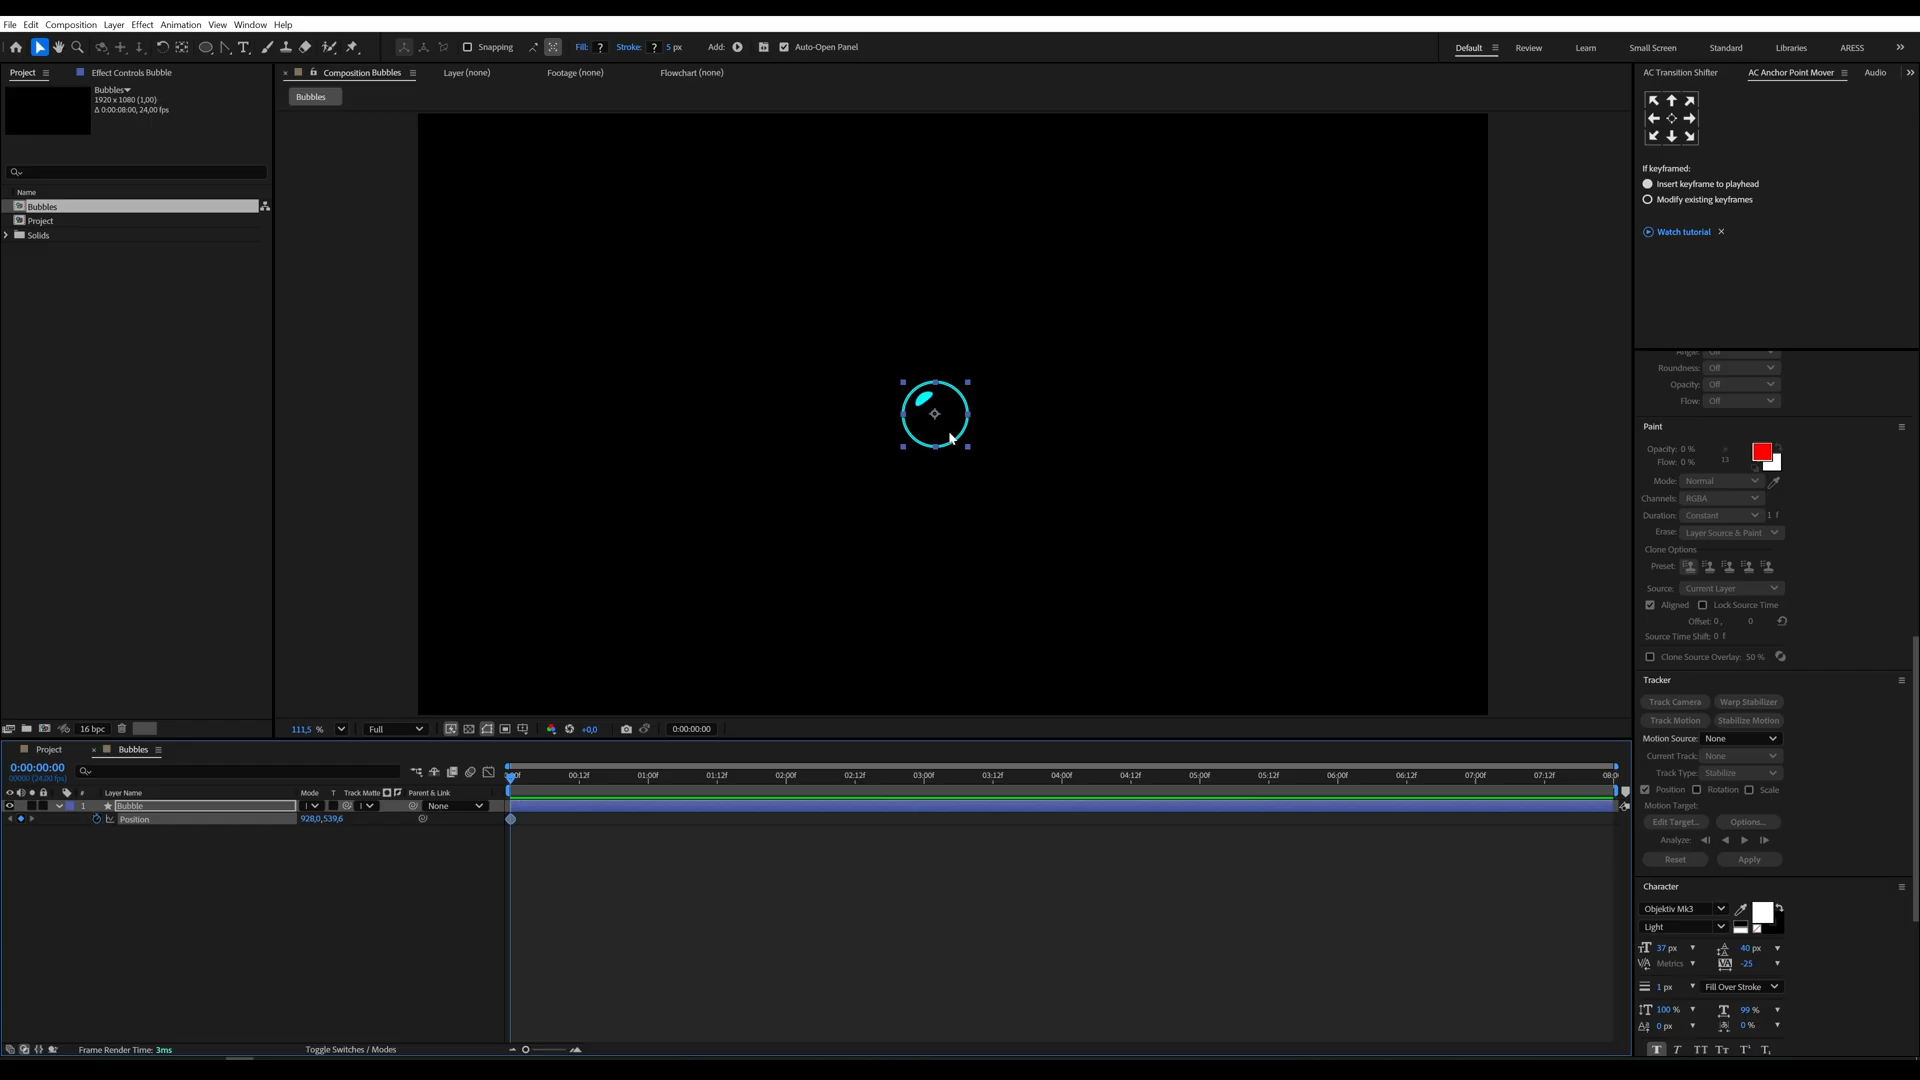 File Edit Composition Layer Effect Animation View Window Help
Snapping Fill: ? Stroke: ? 5 px Add: Auto-Open Panel Default Review Learn Small Screen Standard Libraries ARESS
Project Effect Controls Bubble Composition Bubbles Layer (none) Footage (none) Flowchart (none) AC Transition Shifter AC Anchor Point Mover Audio
Bubbles
1920 x 1080 (1,00)
Δ 0:00:08:00, 24,00 fps
Bubbles
If keyframed:
Insert keyframe to playhead
Modify existing keyframes
Watch tutorial
Name
Bubbles
Project
Solids
Angle: Off
Roundness: Off
Opacity: Off
Flow: Off
Paint
Opacity: 0 %
Flow: 0 % 13
Mode: Normal
Channels: RGBA
Duration: Constant 1 f
Erase: Layer Source & Paint
Clone Options
Preset:
Source: Current Layer
Aligned Lock Source Time
Offset: 0 , 0
Source Time Shift: 0 f
Clone Source Overlay: 50 %
Tracker
Track Camera Warp Stabilizer
Track Motion Stabilize Motion
Motion Source: None
Current Track: None
Track Type: Stabilize
Position Rotation Scale
Motion Target:
Edit Target... Options...
Analyze:
Reset Apply
Character
Objektiv Mk3
Light
37 px 40 px
Metrics -25
1 px Fill Over Stroke
100 % 99 %
0 px 0 %
16 bpc 111,5 % Full +0,0 0:00:00:00
Project Bubbles
0:00:00:00
00000 (24,00 fps)
00:12f 01:00f 01:12f 02:00f 02:12f 03:00f 03:12f 04:00f 04:12f 05:00f 05:12f 06:00f 06:12f 07:00f 07:12f
# Layer Name Mode T Track Matte Parent & Link
1 Bubble None
Position 928,0,539,6
Frame Render Time: 3ms Toggle Switches / Modes